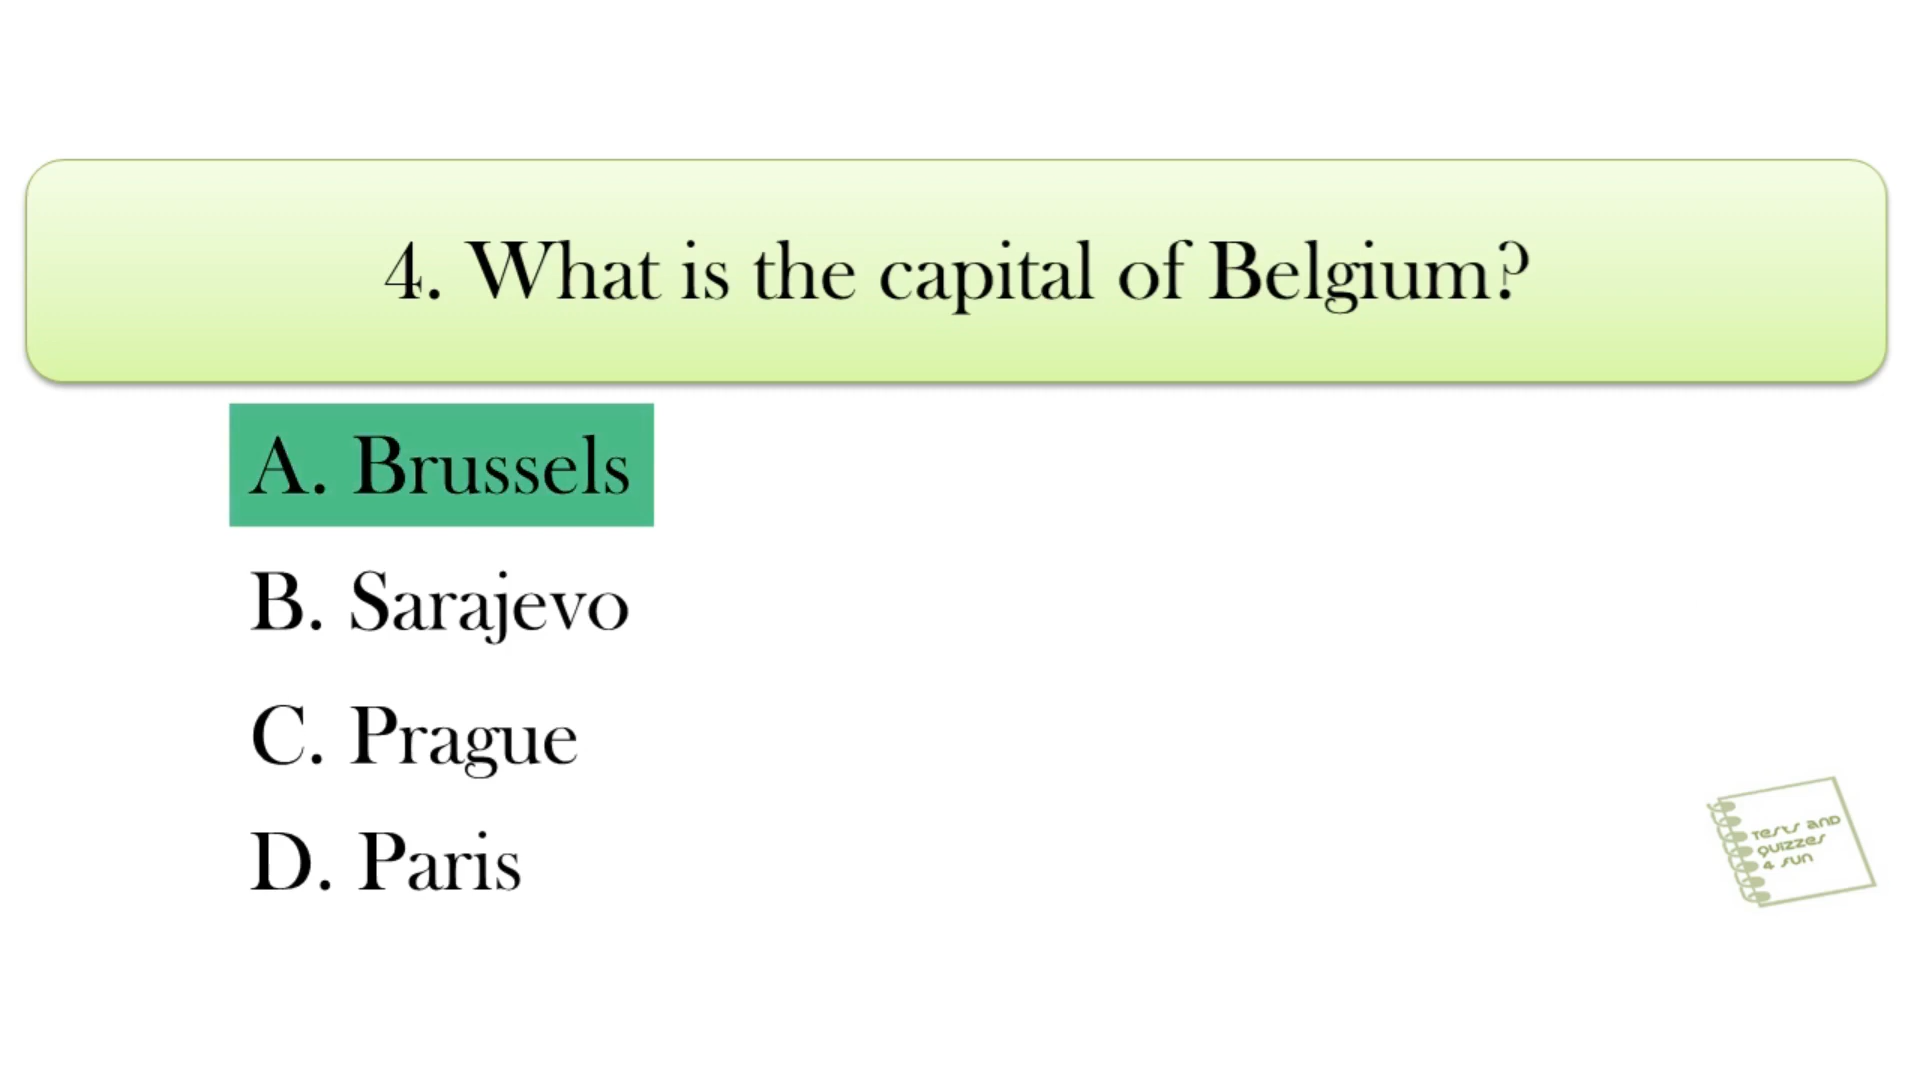 4. What is the capital of Belgium?
A. Brussels
B. Sarajevo
C. Prague
D. Paris
Tests and
Quizzes
4 Fun